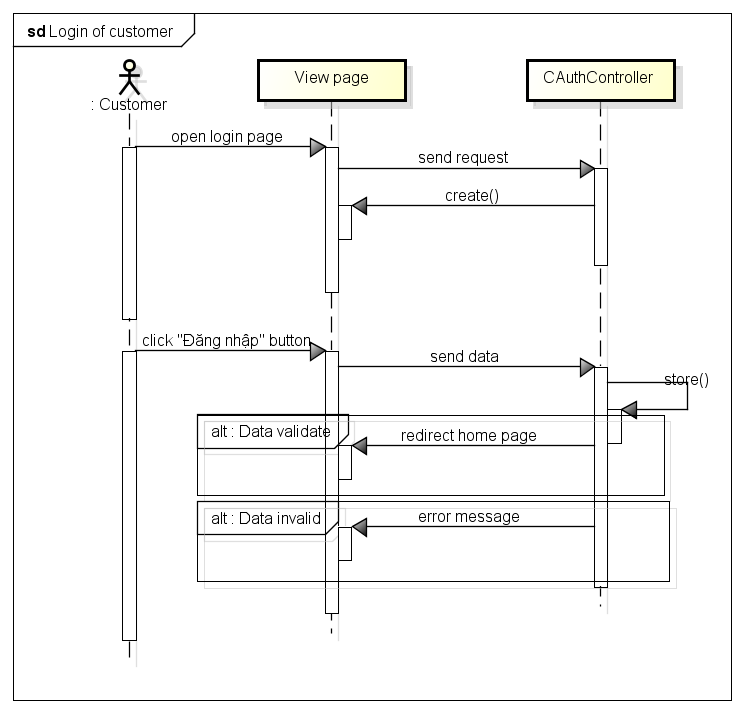 sd Login of customer
: Customer
View page
CAuthController
open login page
send request
create()
click "Đăng nhập" button
send data
store()
alt : Data validate
redirect home page
alt : Data invalid
error message